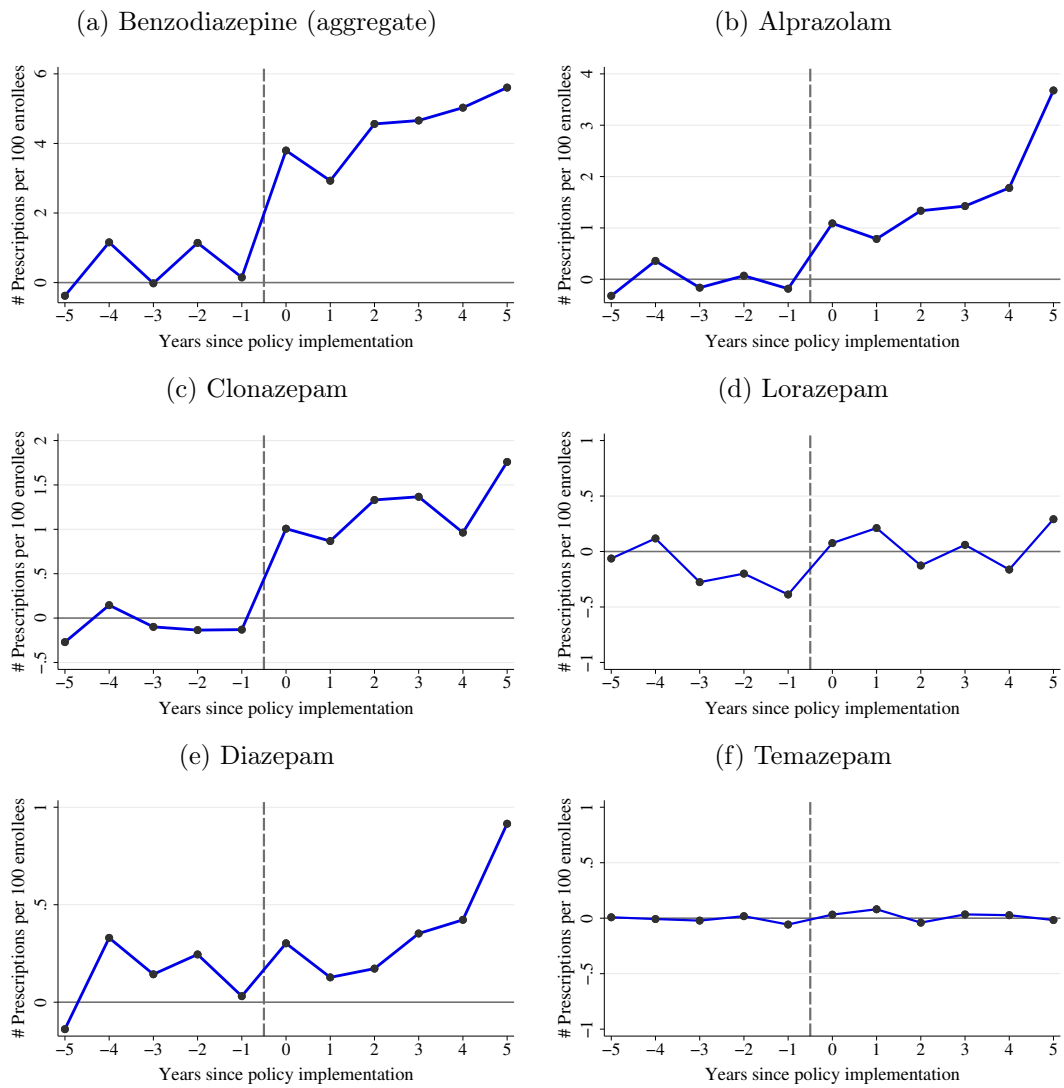 (a) Benzodiazepine (aggregate)
# Prescriptions per 100 enrollees
6
4
2
0
−5 −4 −3 −2 −1 0 1 2 3 4 5
Years since policy implementation
(b) Alprazolam
# Prescriptions per 100 enrollees
4
3
2
1
0
−5 −4 −3 −2 −1 0 1 2 3 4 5
Years since policy implementation
(c) Clonazepam
# Prescriptions per 100 enrollees
2
1.5
1
.5
0
−.5
−5 −4 −3 −2 −1 0 1 2 3 4 5
Years since policy implementation
(d) Lorazepam
# Prescriptions per 100 enrollees
1
.5
0
−.5
−1
−5 −4 −3 −2 −1 0 1 2 3 4 5
Years since policy implementation
(e) Diazepam
# Prescriptions per 100 enrollees
1
.5
0
−5 −4 −3 −2 −1 0 1 2 3 4 5
Years since policy implementation
(f) Temazepam
# Prescriptions per 100 enrollees
1
.5
0
−.5
−1
−5 −4 −3 −2 −1 0 1 2 3 4 5
Years since policy implementation